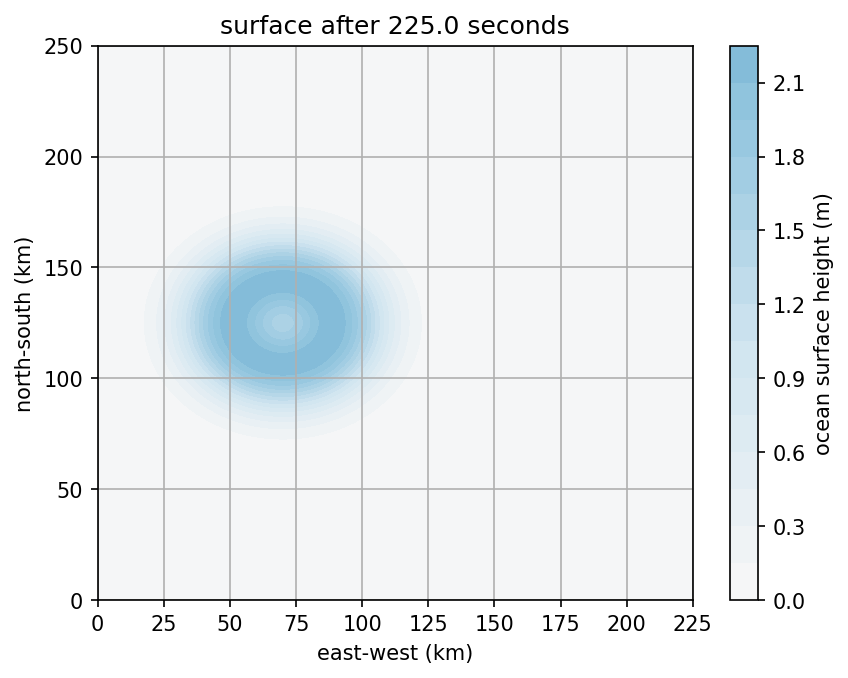 surface after 225.0 seconds
250
200
150
100
50
0
north-south (km)
0 25 50 75 100 125 150 175 200 225
east-west (km)
2.1
1.8
1.5
1.2
0.9
0.6
0.3
0.0
ocean surface height (m)